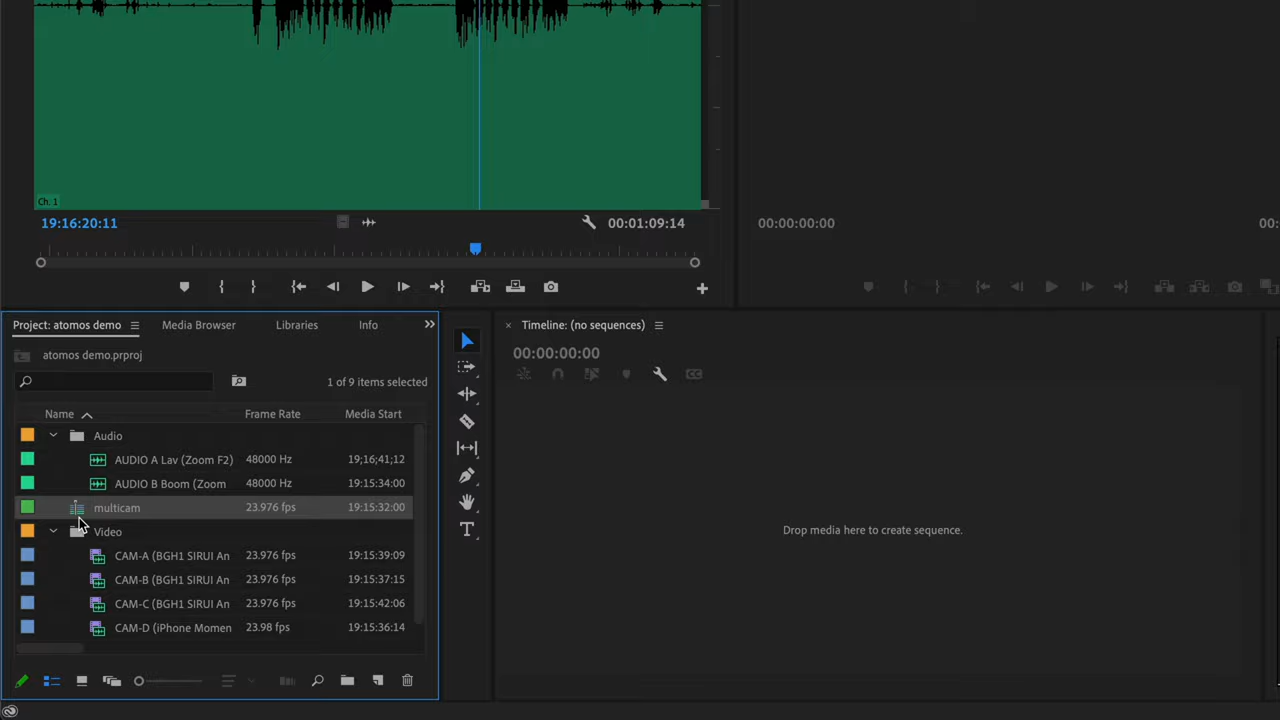 Ch. 1
19:16:20:11
00:01:09:14
00:00:00:00
00:
Project: atomos demo
Media Browser
Libraries
Info
atomos demo.prproj
1 of 9 items selected
Name
Frame Rate
Media Start
Audio
AUDIO A Lav (Zoom F2)
48000 Hz
19;16;41;12
AUDIO B Boom (Zoom
48000 Hz
19:15:34:00
multicam
23.976 fps
19:15:32:00
Video
CAM-A (BGH1 SIRUI An
23.976 fps
19:15:39:09
CAM-B (BGH1 SIRUI An
23.976 fps
19:15:37:15
CAM-C (BGH1 SIRUI An
23.976 fps
19:15:42:06
CAM-D (iPhone Momen
23.98 fps
19:15:36:14
Timeline: (no sequences)
00:00:00:00
CC
Drop media here to create sequence.